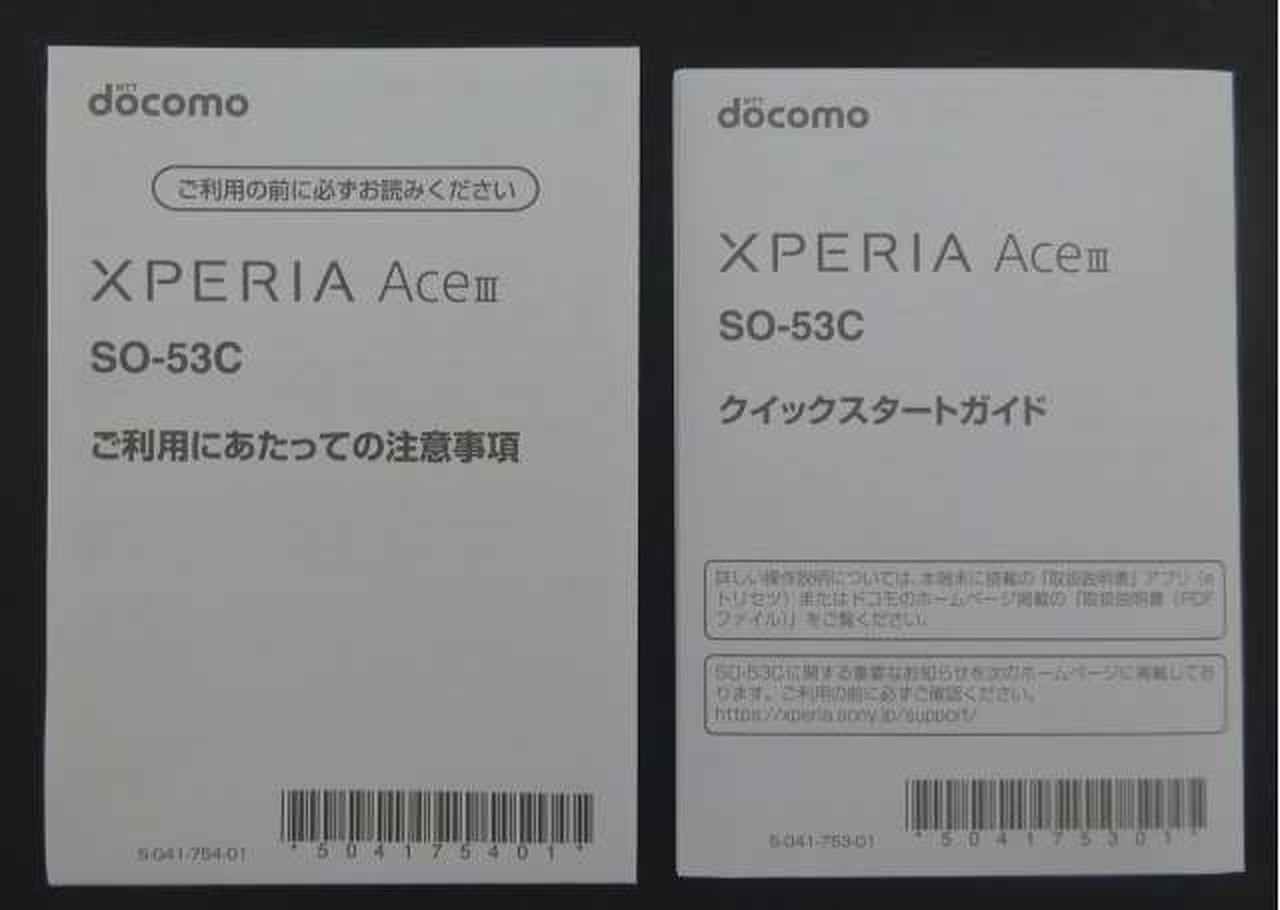 NTT
docomo
ご利用の前に必ずお読みください
XPERIA Ace III
SO-53C
ご利用にあたっての注意事項
5-041-754-01
* 5 0 4 1 7 5 4 0 1 *
NTT
docomo
XPERIA Ace III
SO-53C
クイックスタートガイド
詳しい操作説明については、本端末に搭載の「取扱説明書」アプリ（e
トリセツ）またはドコモのホームページ掲載の「取扱説明書（PDF
ファイル）」をご覧ください。
SO-53Cに関する重要なお知らせを次のホームページに掲載してお
ります。ご利用の前に必ずご確認ください。
https://xperia.sony.jp/support/
5-041-753-01
* 5 0 4 1 7 5 3 0 1 *